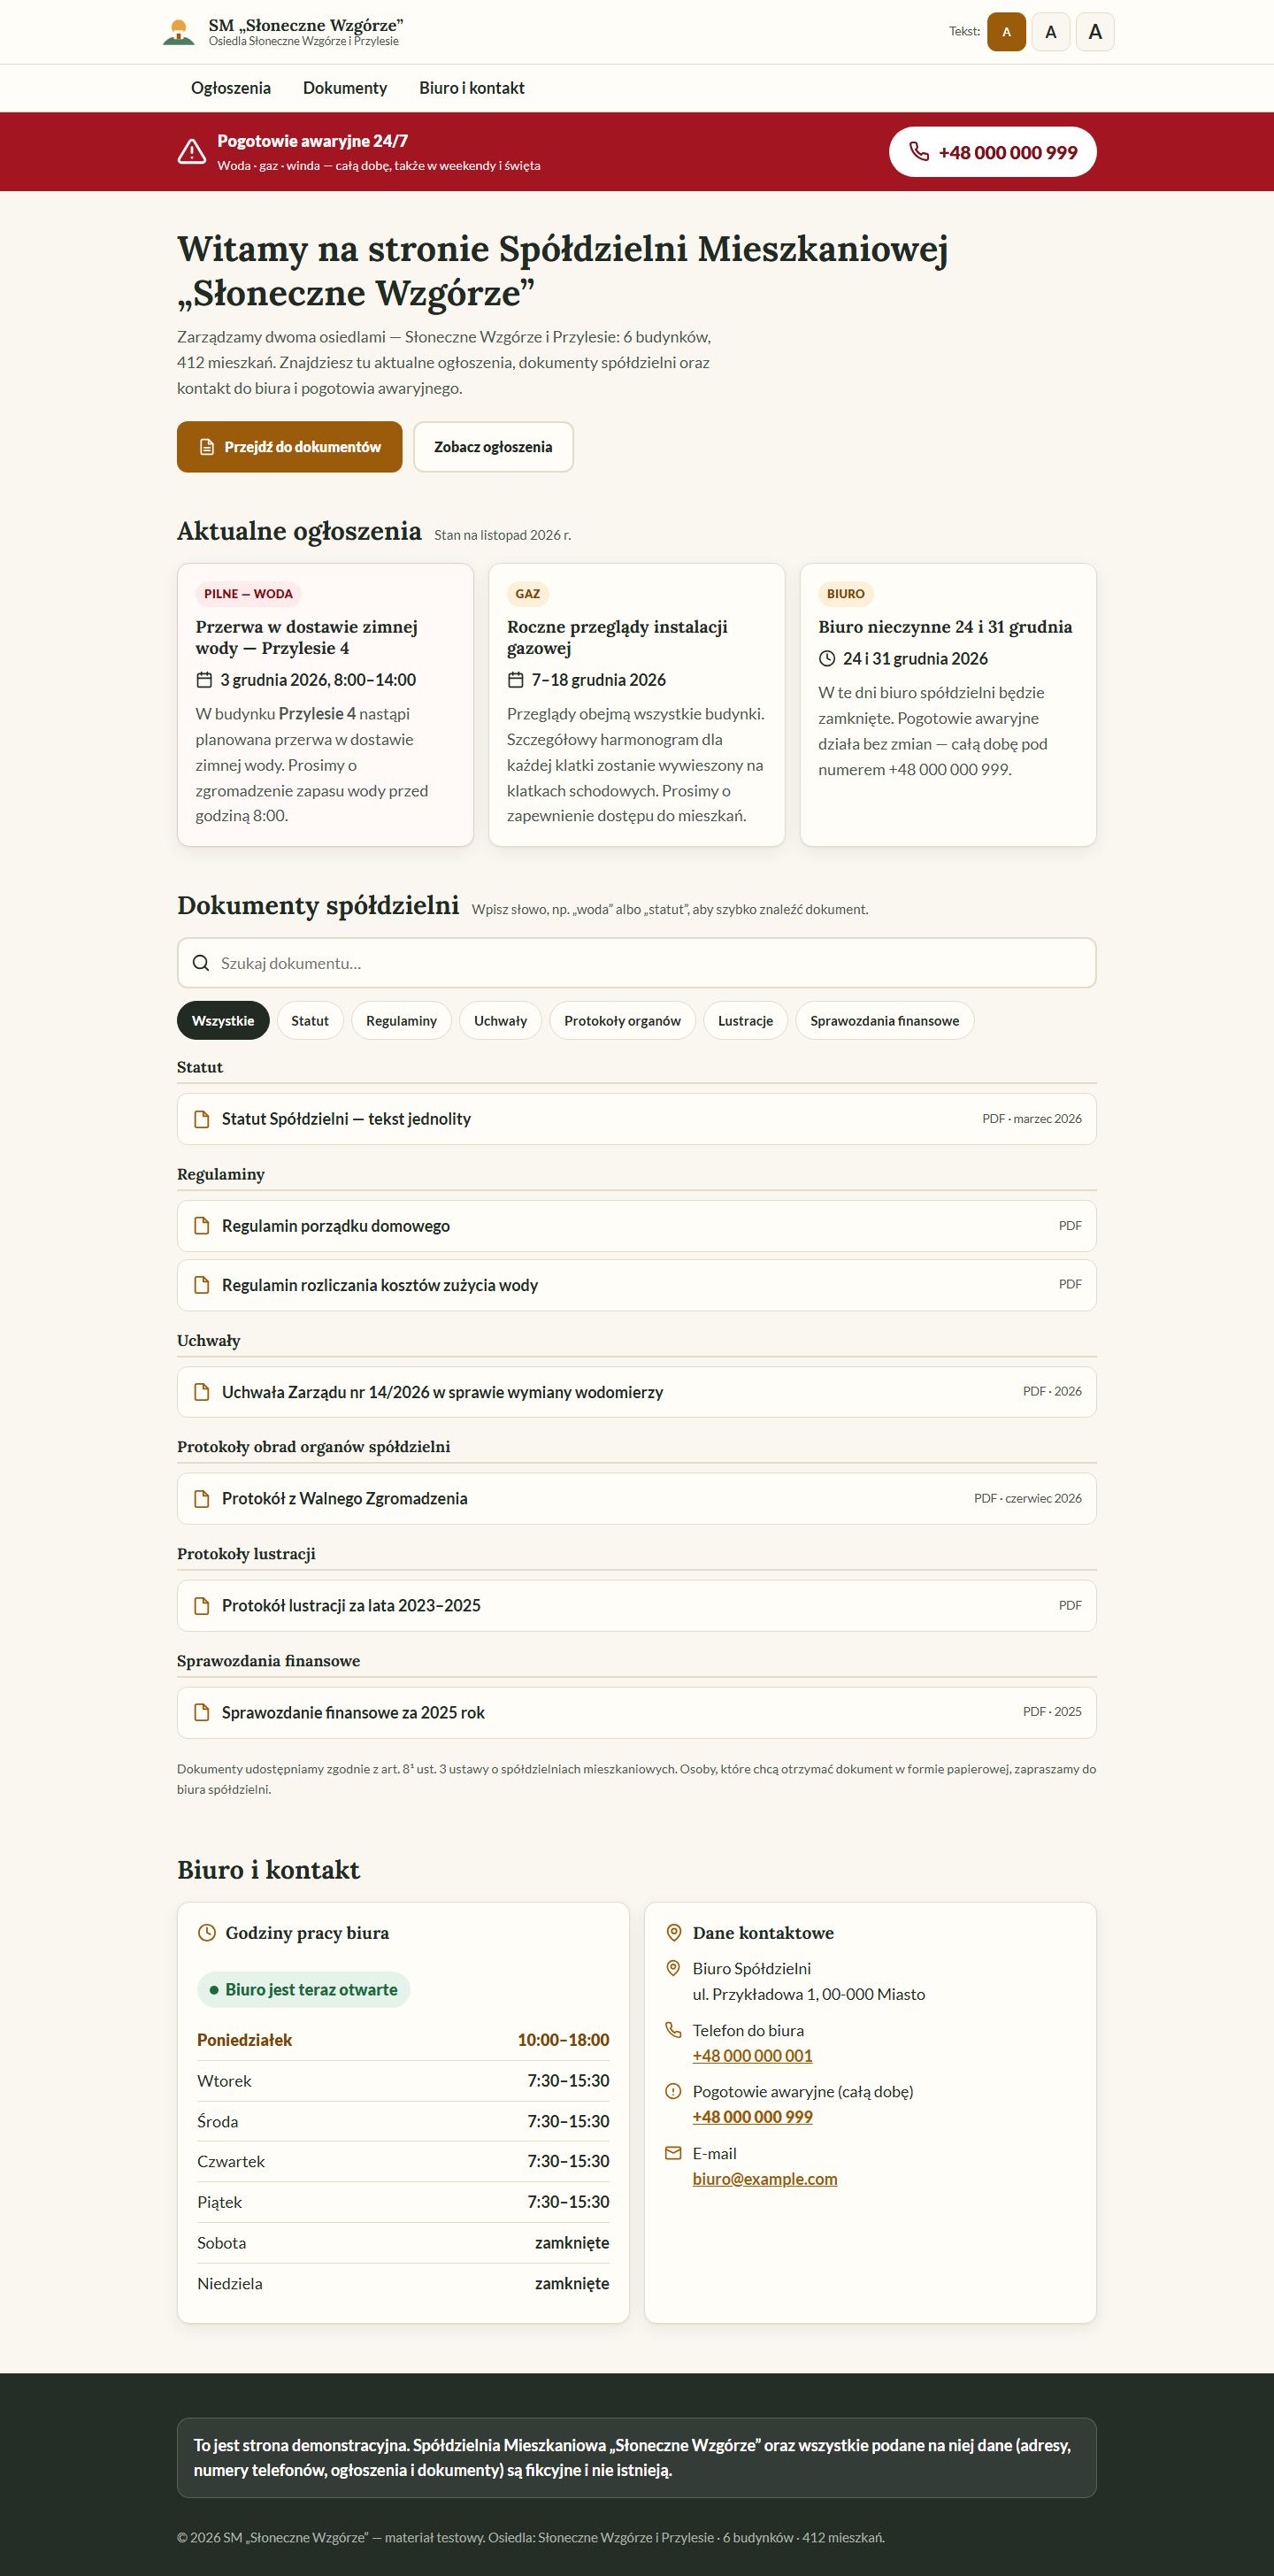 SM „Słoneczne Wzgórze”
Osiedla Słoneczne Wzgórze i Przylesie
Tekst: A A A
Ogłoszenia Dokumenty Biuro i kontakt
Pogotowie awaryjne 24/7
Woda · gaz · winda — całą dobę, także w weekendy i święta
+48 000 000 999
Witamy na stronie Spółdzielni Mieszkaniowej
„Słoneczne Wzgórze”
Zarządzamy dwoma osiedlami — Słoneczne Wzgórze i Przylesie: 6 budynków,
412 mieszkań. Znajdziesz tu aktualne ogłoszenia, dokumenty spółdzielni oraz
kontakt do biura i pogotowia awaryjnego.
Przejdź do dokumentów Zobacz ogłoszenia
Aktualne ogłoszenia Stan na listopad 2026 r.
PILNE — WODA
Przerwa w dostawie zimnej
wody — Przylesie 4
3 grudnia 2026, 8:00–14:00
W budynku Przylesie 4 nastąpi
planowana przerwa w dostawie
zimnej wody. Prosimy o
zgromadzenie zapasu wody przed
godziną 8:00.
GAZ
Roczne przeglądy instalacji
gazowej
7–18 grudnia 2026
Przeglądy obejmą wszystkie budynki.
Szczegółowy harmonogram dla
każdej klatki zostanie wywieszony na
klatkach schodowych. Prosimy o
zapewnienie dostępu do mieszkań.
BIURO
Biuro nieczynne 24 i 31 grudnia
24 i 31 grudnia 2026
W te dni biuro spółdzielni będzie
zamknięte. Pogotowie awaryjne
działa bez zmian — całą dobę pod
numerem +48 000 000 999.
Dokumenty spółdzielni Wpisz słowo, np. „woda” albo „statut”, aby szybko znaleźć dokument.
Szukaj dokumentu…
Wszystkie Statut Regulaminy Uchwały Protokoły organów Lustracje Sprawozdania finansowe
Statut
Statut Spółdzielni — tekst jednolity PDF · marzec 2026
Regulaminy
Regulamin porządku domowego PDF
Regulamin rozliczania kosztów zużycia wody PDF
Uchwały
Uchwała Zarządu nr 14/2026 w sprawie wymiany wodomierzy PDF · 2026
Protokoły obrad organów spółdzielni
Protokół z Walnego Zgromadzenia PDF · czerwiec 2026
Protokoły lustracji
Protokół lustracji za lata 2023–2025 PDF
Sprawozdania finansowe
Sprawozdanie finansowe za 2025 rok PDF · 2025
Dokumenty udostępniamy zgodnie z art. 8¹ ust. 3 ustawy o spółdzielniach mieszkaniowych. Osoby, które chcą otrzymać dokument w formie papierowej, zapraszamy do
biura spółdzielni.
Biuro i kontakt
Godziny pracy biura
Biuro jest teraz otwarte
Poniedziałek 10:00–18:00
Wtorek 7:30–15:30
Środa 7:30–15:30
Czwartek 7:30–15:30
Piątek 7:30–15:30
Sobota zamknięte
Niedziela zamknięte
Dane kontaktowe
Biuro Spółdzielni
ul. Przykładowa 1, 00-000 Miasto
Telefon do biura
+48 000 000 001
Pogotowie awaryjne (całą dobę)
+48 000 000 999
E-mail
biuro@example.com
To jest strona demonstracyjna. Spółdzielnia Mieszkaniowa „Słoneczne Wzgórze” oraz wszystkie podane na niej dane (adresy,
numery telefonów, ogłoszenia i dokumenty) są fikcyjne i nie istnieją.
© 2026 SM „Słoneczne Wzgórze” — materiał testowy. Osiedla: Słoneczne Wzgórze i Przylesie · 6 budynków · 412 mieszkań.